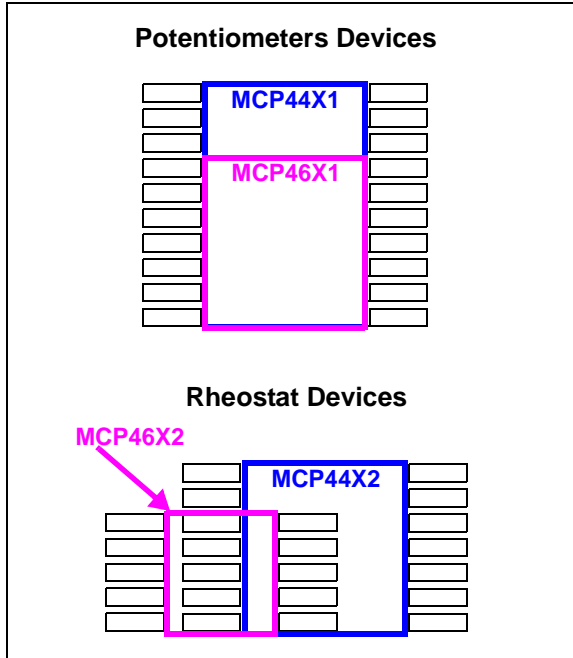 Potentiometers Devices
MCP44X1
MCP46X1
Rheostat Devices
MCP46X2
MCP44X2